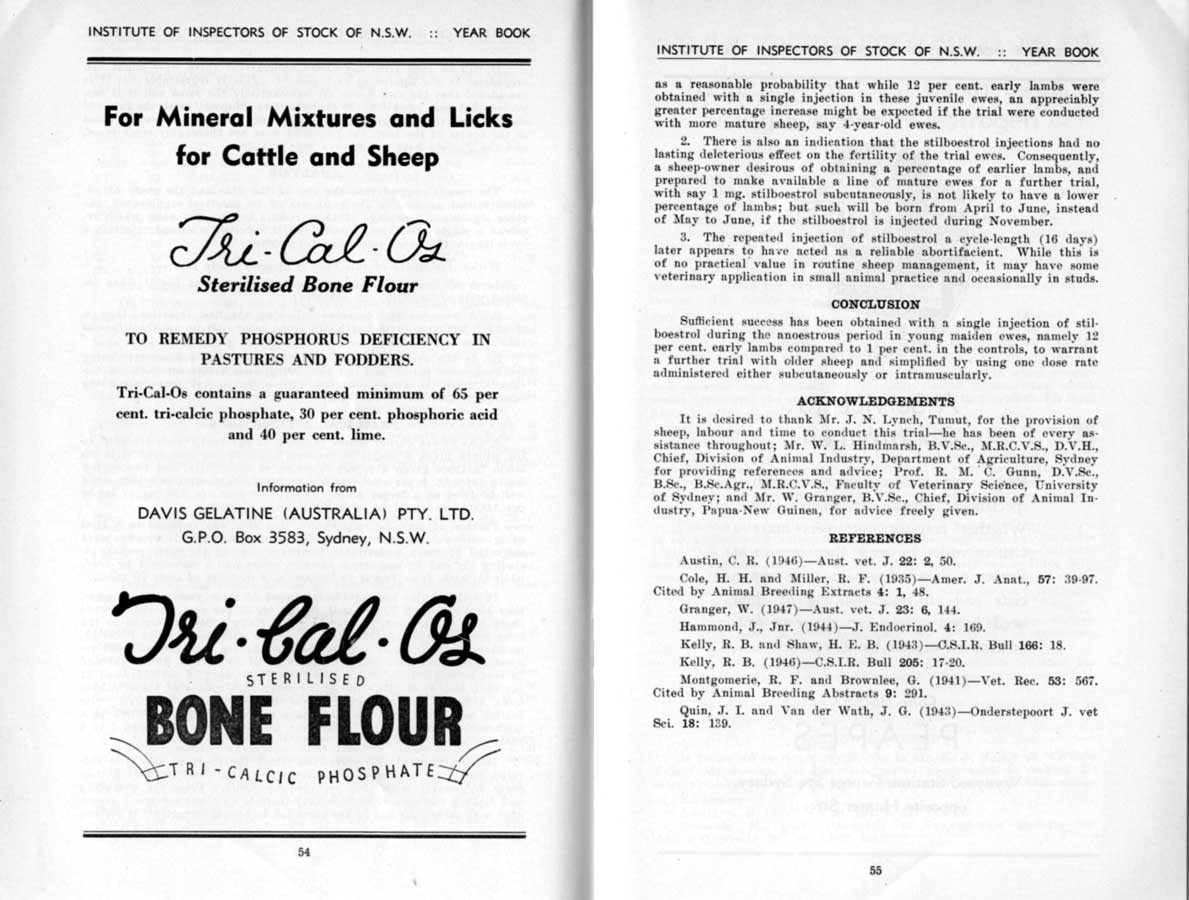 INSTITUTE OF INSPECTORS OF STOCK OF N.S.W. :: YEAR BOOK
For Mineral Mixtures and Licks
for Cattle and Sheep
Tri-Cal-Os
Sterilised Bone Flour
TO REMEDY PHOSPHORUS DEFICIENCY IN
PASTURES AND FODDERS.
Tri-Cal-Os contains a guaranteed minimum of 65 per
cent. tri-calcic phosphate, 30 per cent. phosphoric acid
and 40 per cent. lime.
Information from
DAVIS GELATINE (AUSTRALIA) PTY. LTD.
G.P.O. Box 3583, Sydney, N.S.W.
Tri-Cal-Os
STERILISED
BONE FLOUR
TRI-CALCIC PHOSPHATE
54
INSTITUTE OF INSPECTORS OF STOCK OF N.S.W. :: YEAR BOOK
as a reasonable probability that while 12 per cent. early lambs were
obtained with a single injection in these juvenile ewes, an appreciably
greater percentage increase might be expected if the trial were conducted
with more mature sheep, say 4-year-old ewes.
2. There is also an indication that the stilboestrol injections had no
lasting deleterious effect on the fertility of the trial ewes. Consequently,
a sheep-owner desirous of obtaining a percentage of earlier lambs, and
prepared to make available a line of mature ewes for a further trial,
with say 1 mg. stilboestrol subcutaneously, is not likely to have a lower
percentage of lambs; but such will be born from April to June, instead
of May to June, if the stilboestrol is injected during November.
3. The repeated injection of stilboestrol a cycle-length (16 days)
later appears to have acted as a reliable abortifacient. While this is
of no practical value in routine sheep management, it may have some
veterinary application in small animal practice and occasionally in studs.
CONCLUSION
Sufficient success has been obtained with a single injection of stil-
boestrol during the anoestrous period in young maiden ewes, namely 12
per cent. early lambs compared to 1 per cent. in the controls, to warrant
a further trial with older sheep and simplified by using one dose rate
administered either subcutaneously or intramuscularly.
ACKNOWLEDGEMENTS
It is desired to thank Mr. J. N. Lynch, Tumut, for the provision of
sheep, labour and time to conduct this trial—he has been of every as-
sistance throughout; Mr. W. L. Hindmarsh, B.V.Sc., M.R.C.V.S., D.V.H.,
Chief, Division of Animal Industry, Department of Agriculture, Sydney
for providing references and advice; Prof. R. M. C. Gunn, D.V.Sc.,
B.Sc., B.Sc.Agr., M.R.C.V.S., Faculty of Veterinary Science, University
of Sydney; and Mr. W. Granger, B.V.Sc., Chief, Division of Animal In-
dustry, Papua-New Guinea, for advice freely given.
REFERENCES
Austin, C. R. (1946)—Aust. vet. J. 22: 2, 50.
Cole, H. H. and Miller, R. F. (1935)—Amer. J. Anat., 57: 39-97.
Cited by Animal Breeding Extracts 4: 1, 48.
Granger, W. (1947)—Aust. vet. J. 23: 6, 144.
Hammond, J., Jnr. (1944)—J. Endocrinol. 4: 169.
Kelly, R. B. and Shaw, H. E. B. (1943)—C.S.I.R. Bull 166: 18.
Kelly, R. B. (1946)—C.S.I.R. Bull 205: 17-20.
Montgomerie, R. F. and Brownlee, G. (1941)—Vet. Rec. 53: 567.
Cited by Animal Breeding Abstracts 9: 291.
Quin, J. I. and Van der Wath, J. G. (1943)—Onderstepoort J. vet
Sci. 18: 139.
55